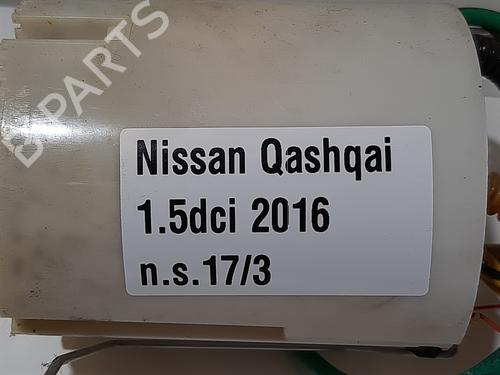 B-PARTS
Nissan Qashqai
1.5dci 2016
n.s.17/3